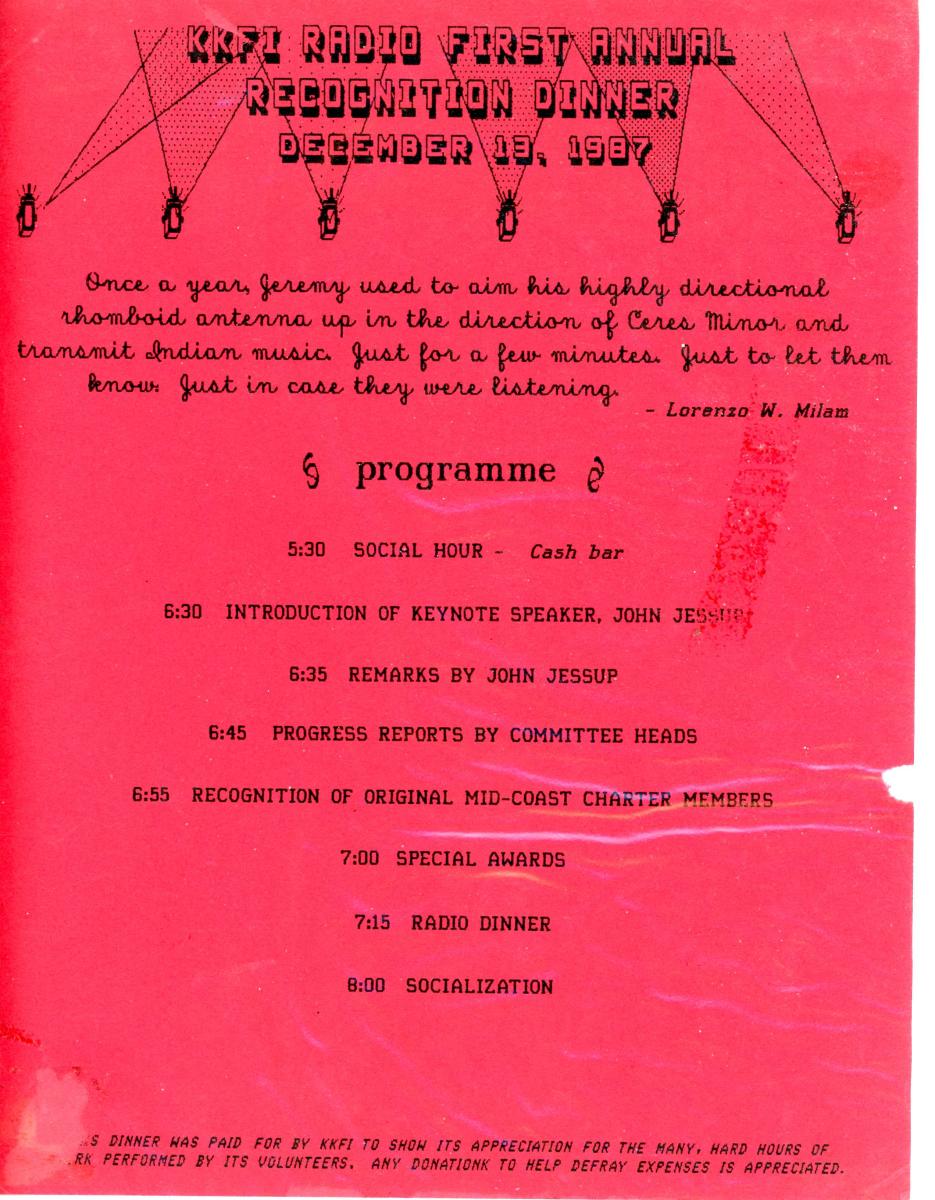 KKFI RADIO FIRST ANNUAL
RECOGNITION DINNER
DECEMBER 13, 1987
Once a year, Jeremy used to aim his highly directional
rhomboid antenna up in the direction of Ceres Minor and
transmit Indian music. Just for a few minutes. Just to let them
know. Just in case they were listening.
- Lorenzo W. Milam
programme
5:30 SOCIAL HOUR - Cash bar
6:30 INTRODUCTION OF KEYNOTE SPEAKER, JOHN JESSUP
6:35 REMARKS BY JOHN JESSUP
6:45 PROGRESS REPORTS BY COMMITTEE HEADS
6:55 RECOGNITION OF ORIGINAL MID-COAST CHARTER MEMBERS
7:00 SPECIAL AWARDS
7:15 RADIO DINNER
8:00 SOCIALIZATION
DINNER WAS PAID FOR BY KKFI TO SHOW ITS APPRECIATION FOR THE MANY, HARD HOURS OF
PERFORMED BY ITS VOLUNTEERS. ANY DONATIONK TO HELP DEFRAY EXPENSES IS APPRECIATED.